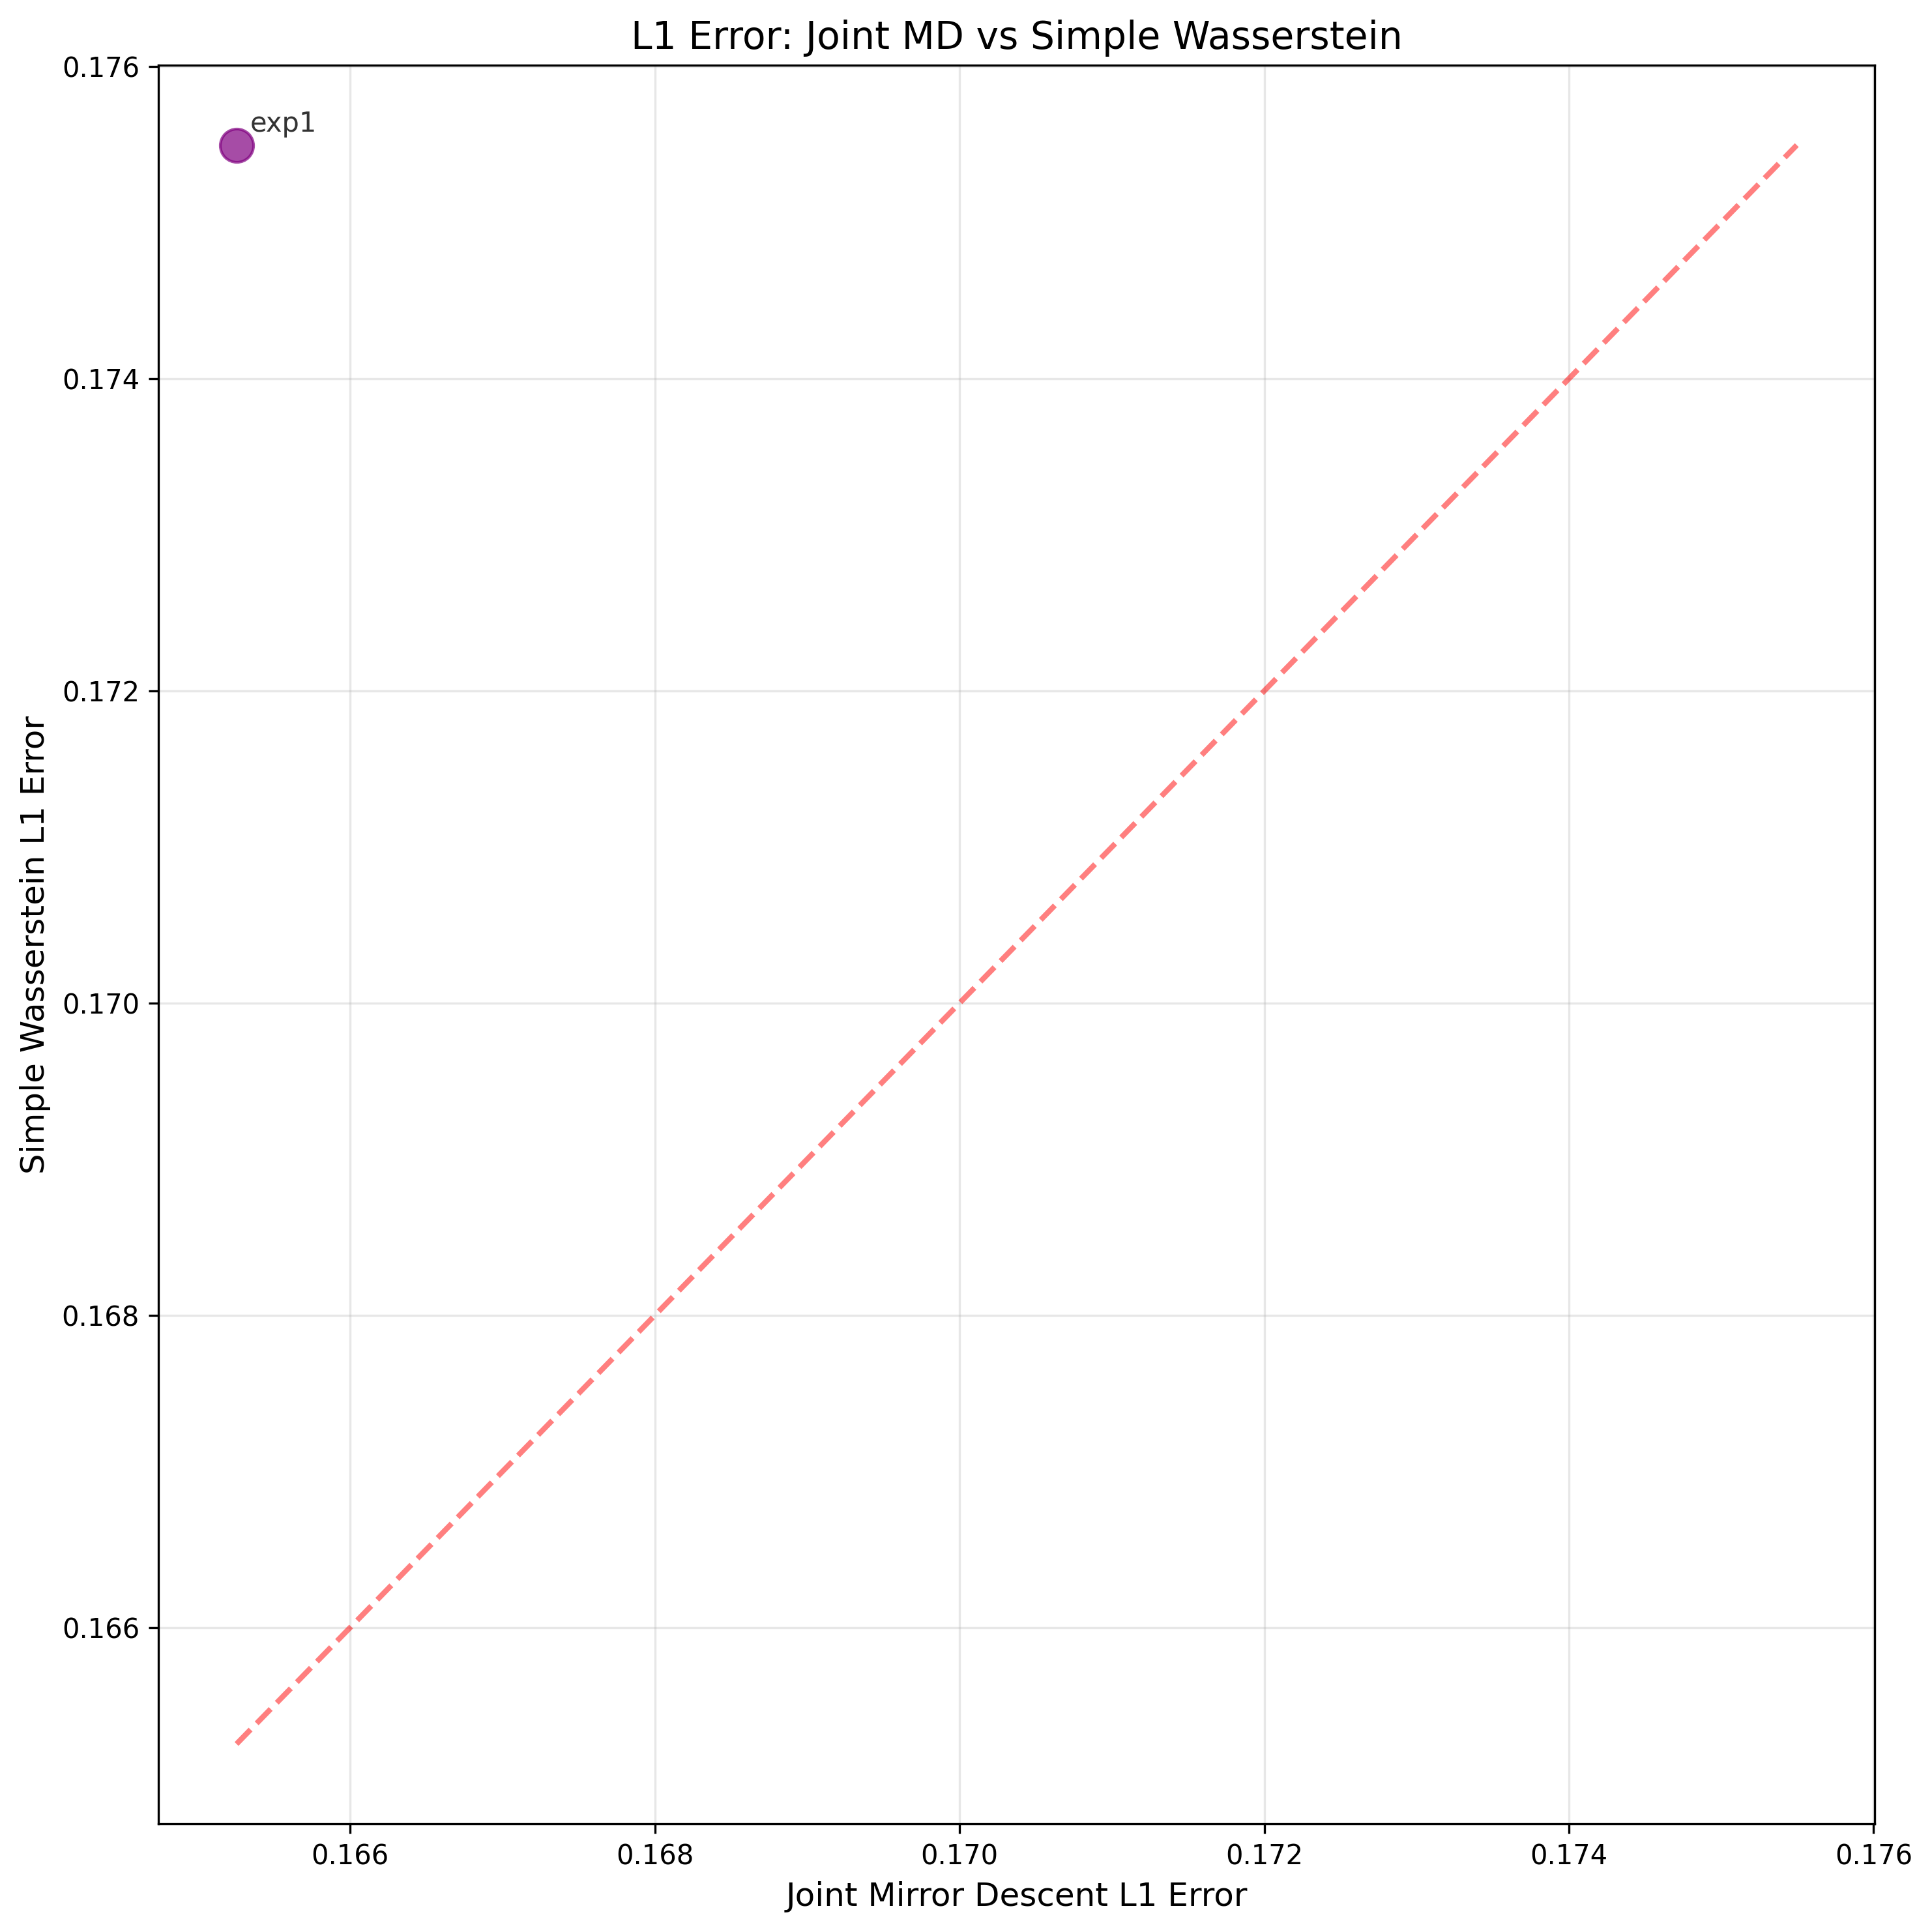 L1 Error: Joint MD vs Simple Wasserstein
0.176
exp1
0.174
0.172
0.170
0.168
0.166
Simple Wasserstein L1 Error
0.166 0.168 0.170 0.172 0.174 0.176
Joint Mirror Descent L1 Error